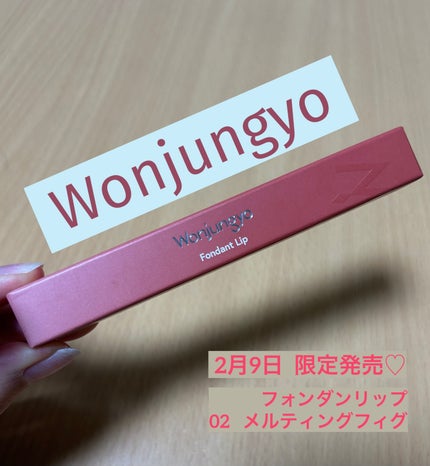 Wonjungyo
Wonjungyo
Fondant Lip
2月9日 限定発売♡
フォンダンリップ
02 メルティングフィグ